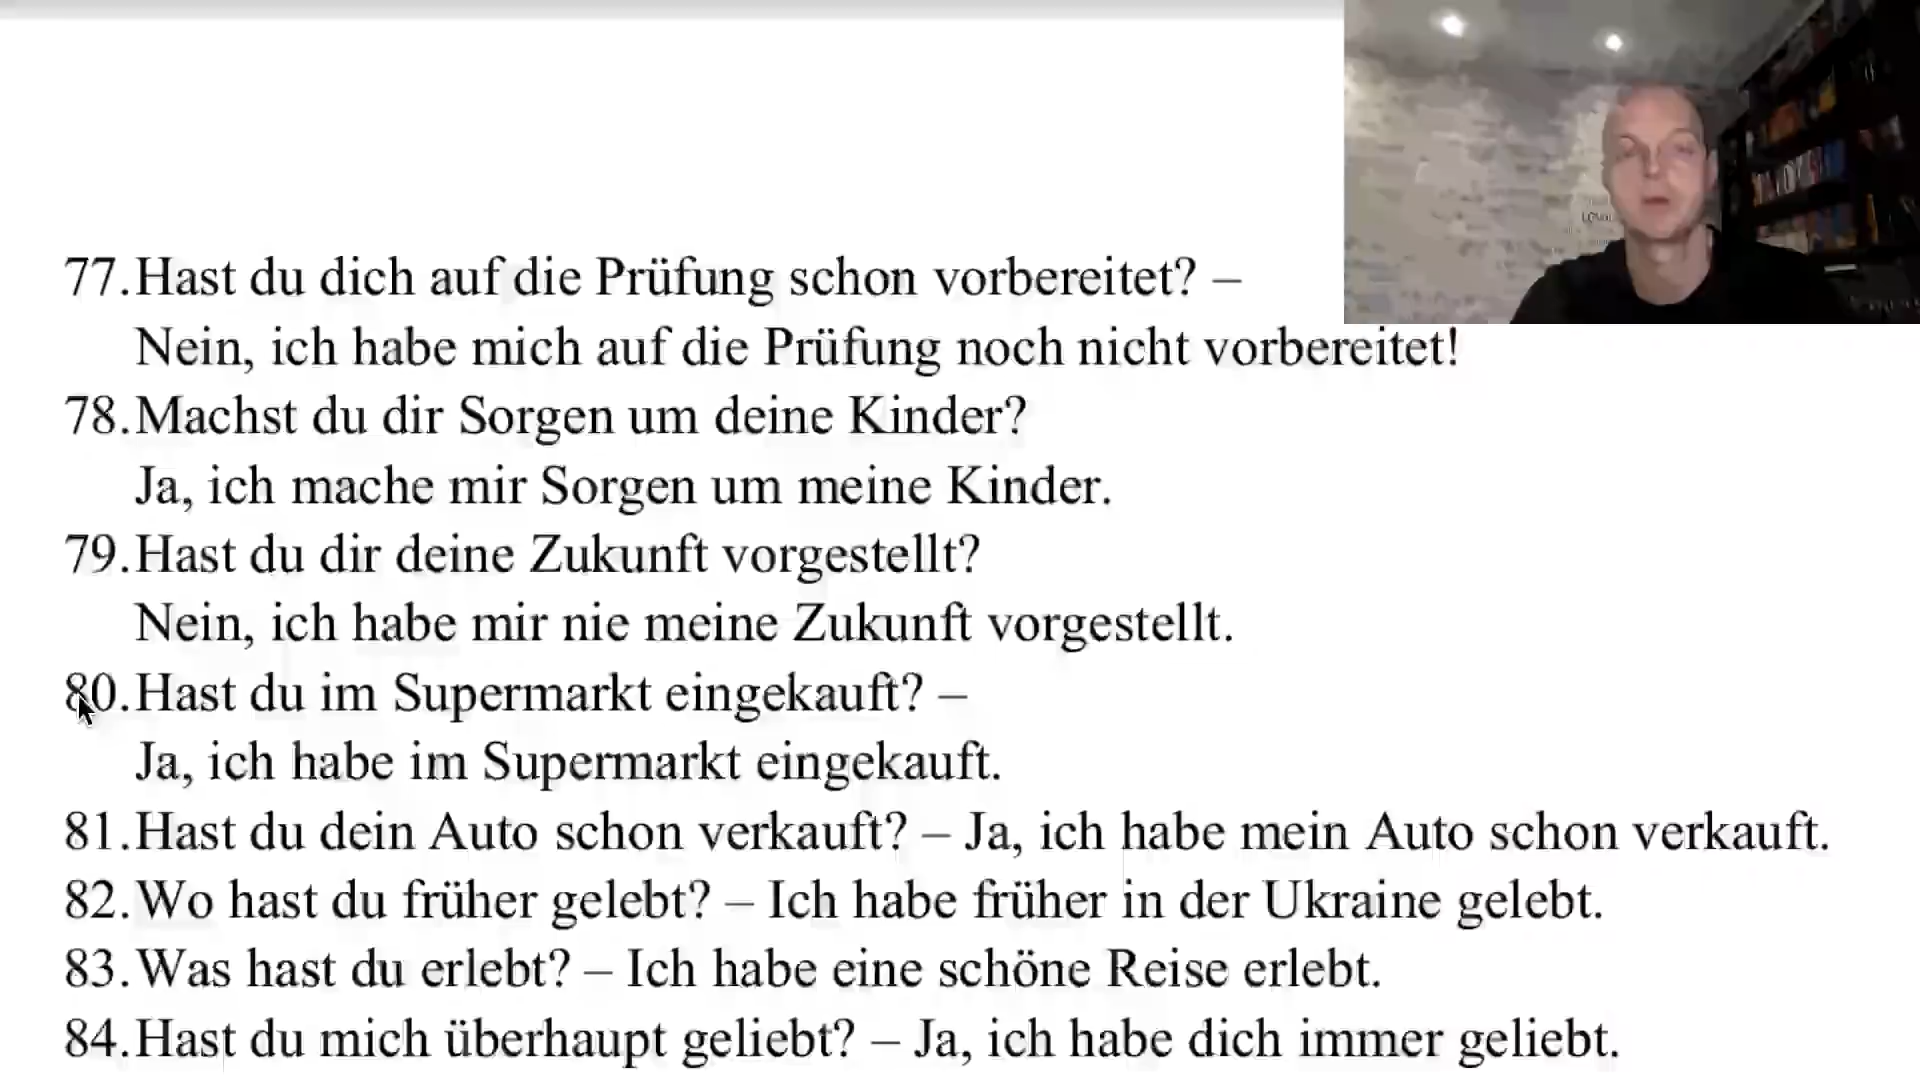 77.Hast du dich auf die Prüfung schon vorbereitet? –
Nein, ich habe mich auf die Prüfung noch nicht vorbereitet!
78.Machst du dir Sorgen um deine Kinder?
Ja, ich mache mir Sorgen um meine Kinder.
79.Hast du dir deine Zukunft vorgestellt?
Nein, ich habe mir nie meine Zukunft vorgestellt.
80.Hast du im Supermarkt eingekauft? –
Ja, ich habe im Supermarkt eingekauft.
81.Hast du dein Auto schon verkauft? – Ja, ich habe mein Auto schon verkauft.
82.Wo hast du früher gelebt? – Ich habe früher in der Ukraine gelebt.
83.Was hast du erlebt? – Ich habe eine schöne Reise erlebt.
84.Hast du mich überhaupt geliebt? – Ja, ich habe dich immer geliebt.